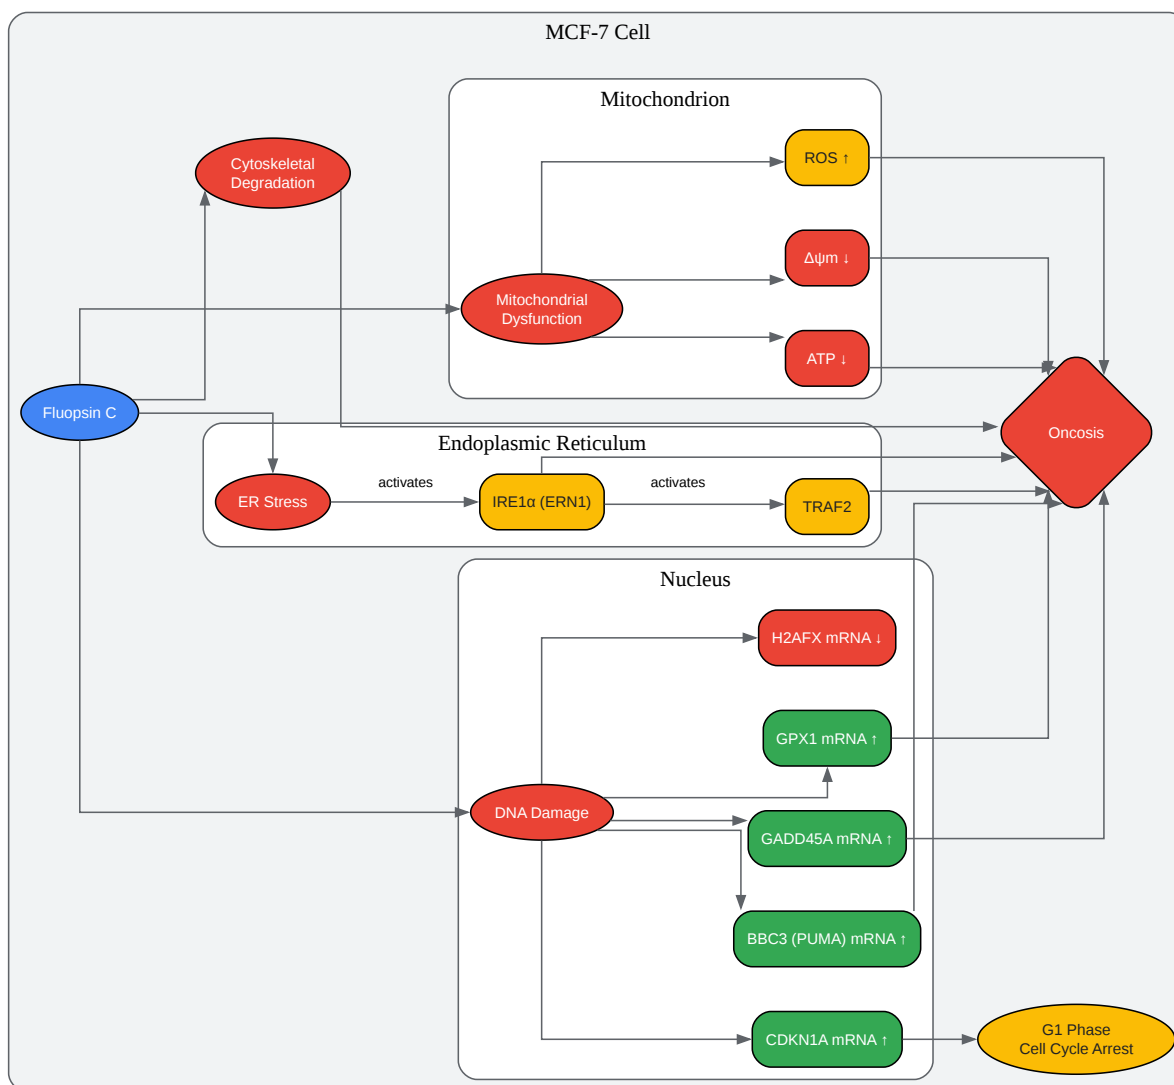 MCF-7 Cell
Mitochondrion
ROS ↑
Cytoskeletal
Degradation
Δψm ↓
Mitochondrial
Dysfunction
ATP ↓
Fluopsin C
Oncosis
Endoplasmic Reticulum
activates
activates
ER Stress
IRE1α (ERN1)
TRAF2
Nucleus
H2AFX mRNA ↓
GPX1 mRNA ↑
DNA Damage
GADD45A mRNA ↑
BBC3 (PUMA) mRNA ↑
CDKN1A mRNA ↑
G1 Phase
Cell Cycle Arrest